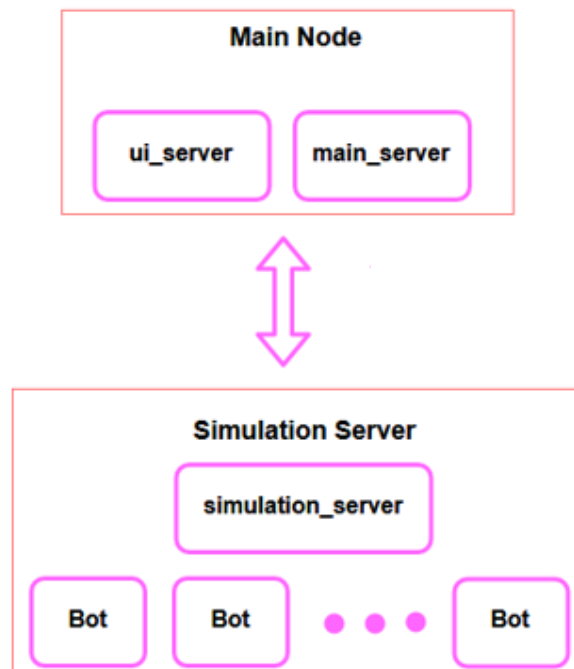 Main Node
ui_server main_server
Simulation Server
simulation_server
Bot Bot Bot